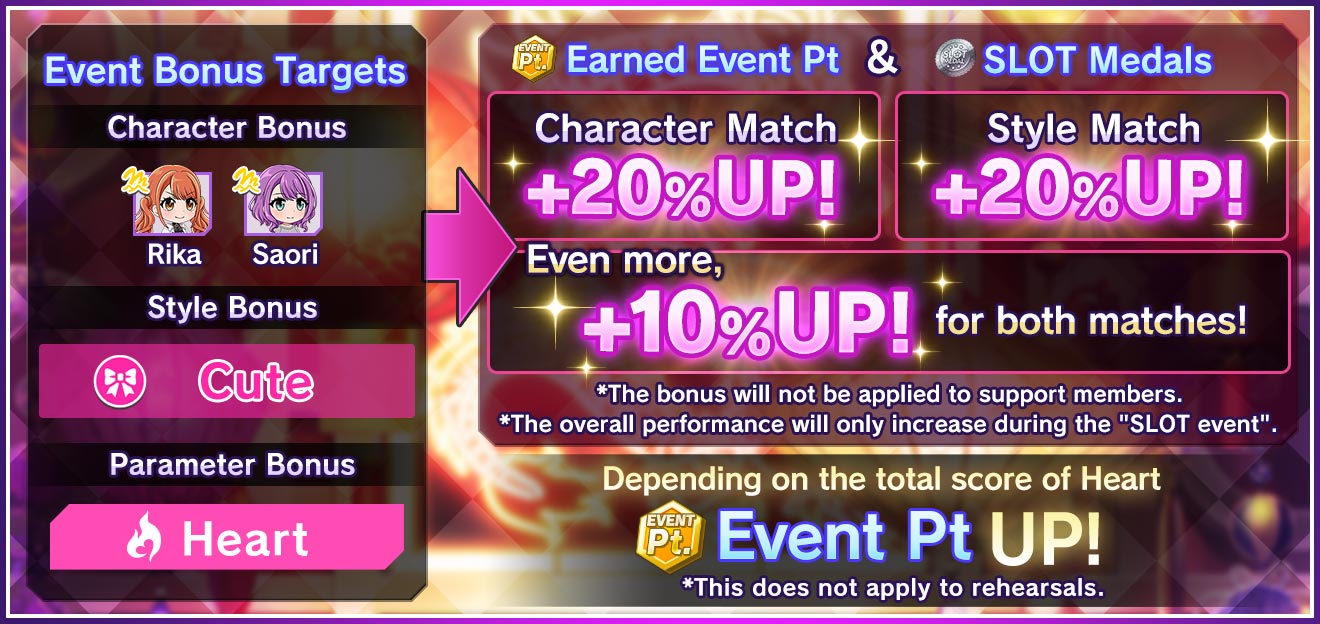 Event Bonus Targets
Character Bonus
Rika
Saori
Style Bonus
Cute
Parameter Bonus
Heart
EVENT
Pt.
Earned Event Pt & SLOT Medals
SLOT
MEDAL
Character Match
+20%UP!
Style Match
+20%UP!
Even more,
+10%UP! for both matches!
*The bonus will not be applied to support members.
*The overall performance will only increase during the "SLOT event".
Depending on the total score of Heart
EVENT
Pt.
Event Pt UP!
*This does not apply to rehearsals.